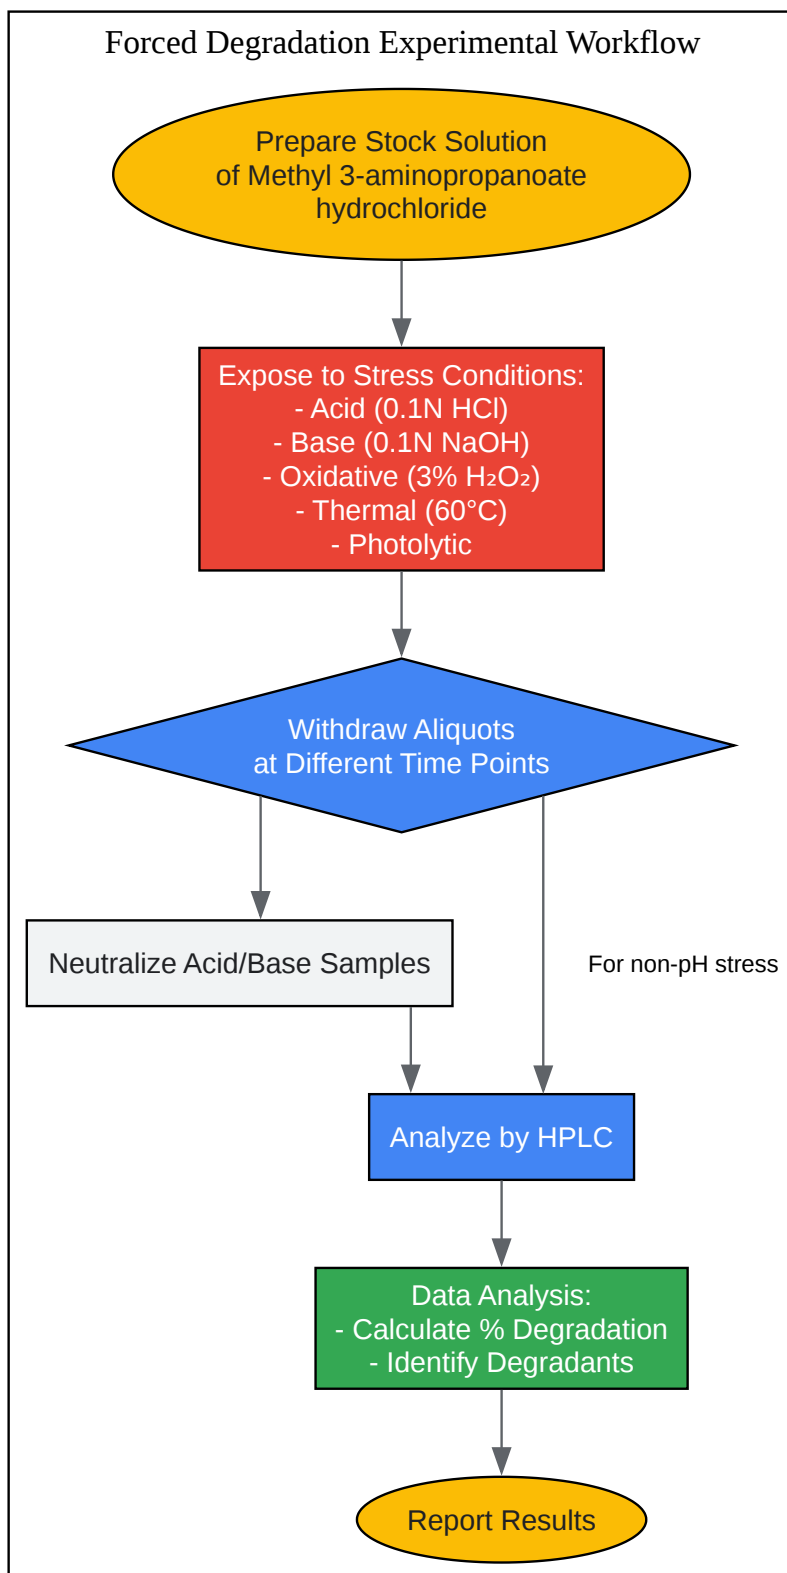 Forced Degradation Experimental Workflow
Prepare Stock Solution
of Methyl 3-aminopropanoate
hydrochloride
Expose to Stress Conditions:
- Acid (0.1N HCl)
- Base (0.1N NaOH)
- Oxidative (3% H₂O₂)
- Thermal (60°C)
- Photolytic
Withdraw Aliquots
at Different Time Points
Neutralize Acid/Base Samples
For non-pH stress
Analyze by HPLC
Data Analysis:
- Calculate % Degradation
- Identify Degradants
Report Results